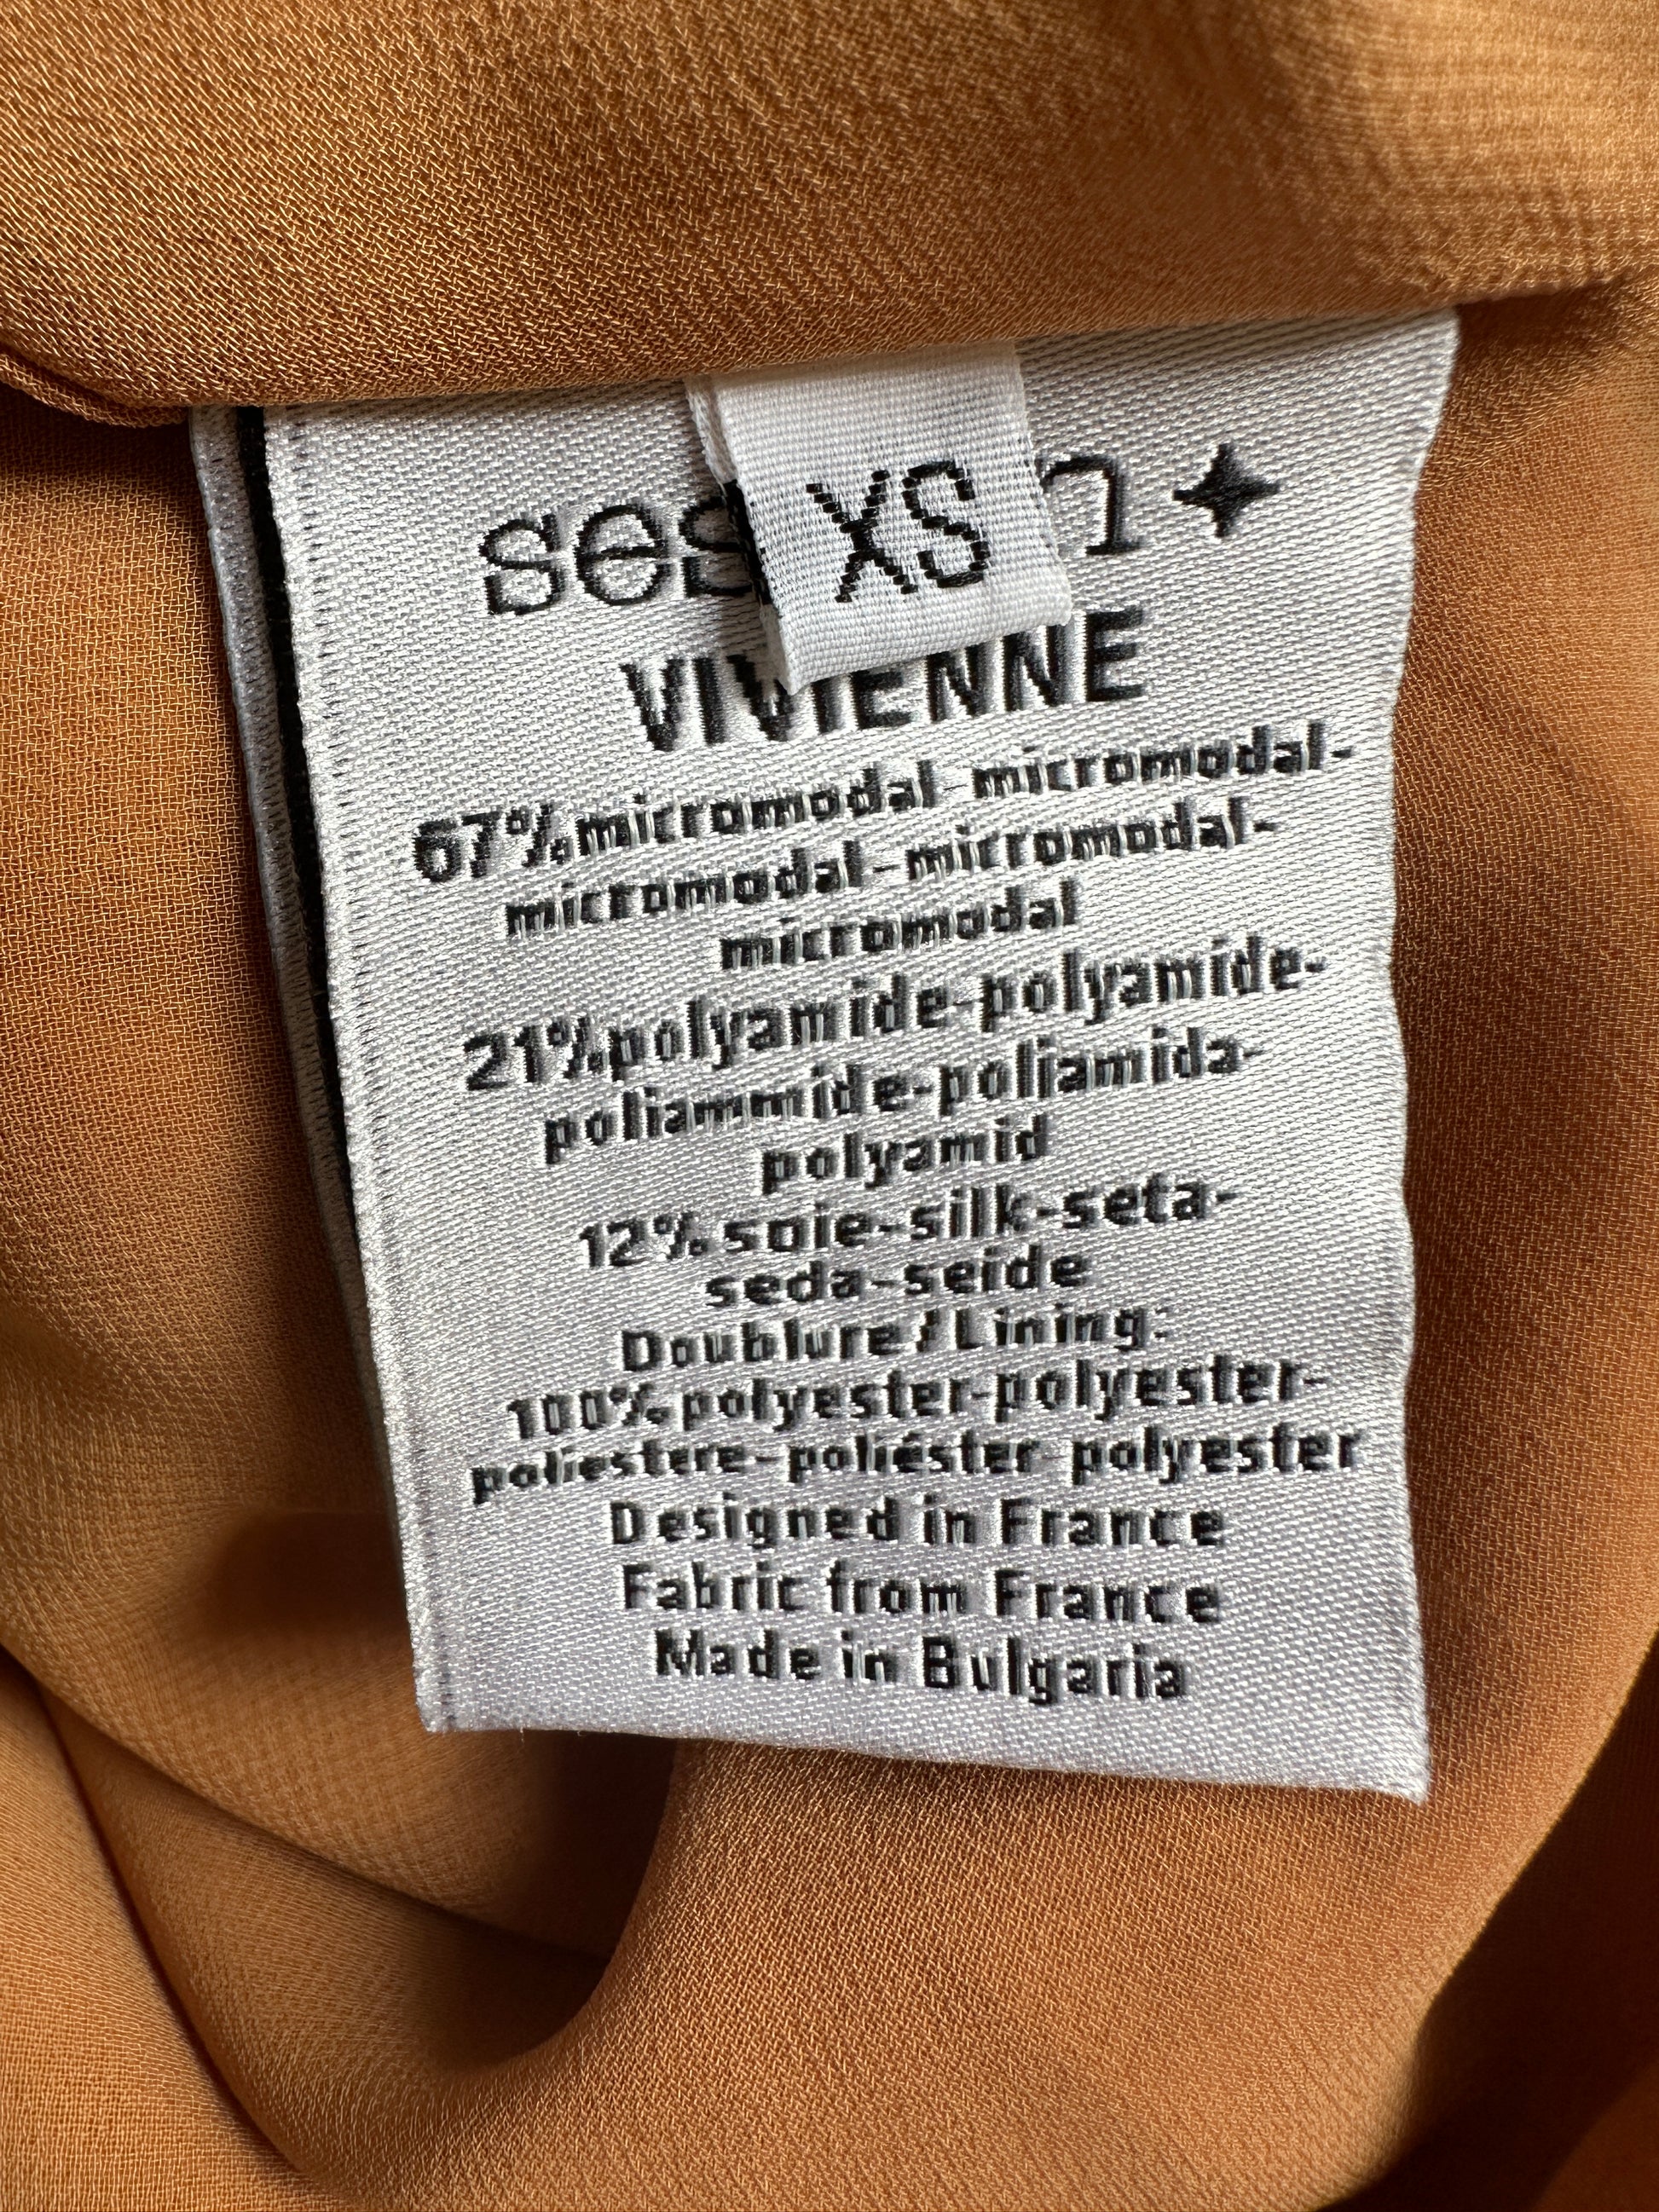 XS
VIVIENNE
67% micromodal-micromodal-
micromodal-micromodal-
micromodal
21% polyamide-polyamide-
poliammide-poliamida-
polyamid
12% soie-silk-seta-
seda-seide
Doublure/Lining:
100% polyester-polyester-
poliestere-poliéster-polyester
Designed in France
Fabric from France
Made in Bulgaria